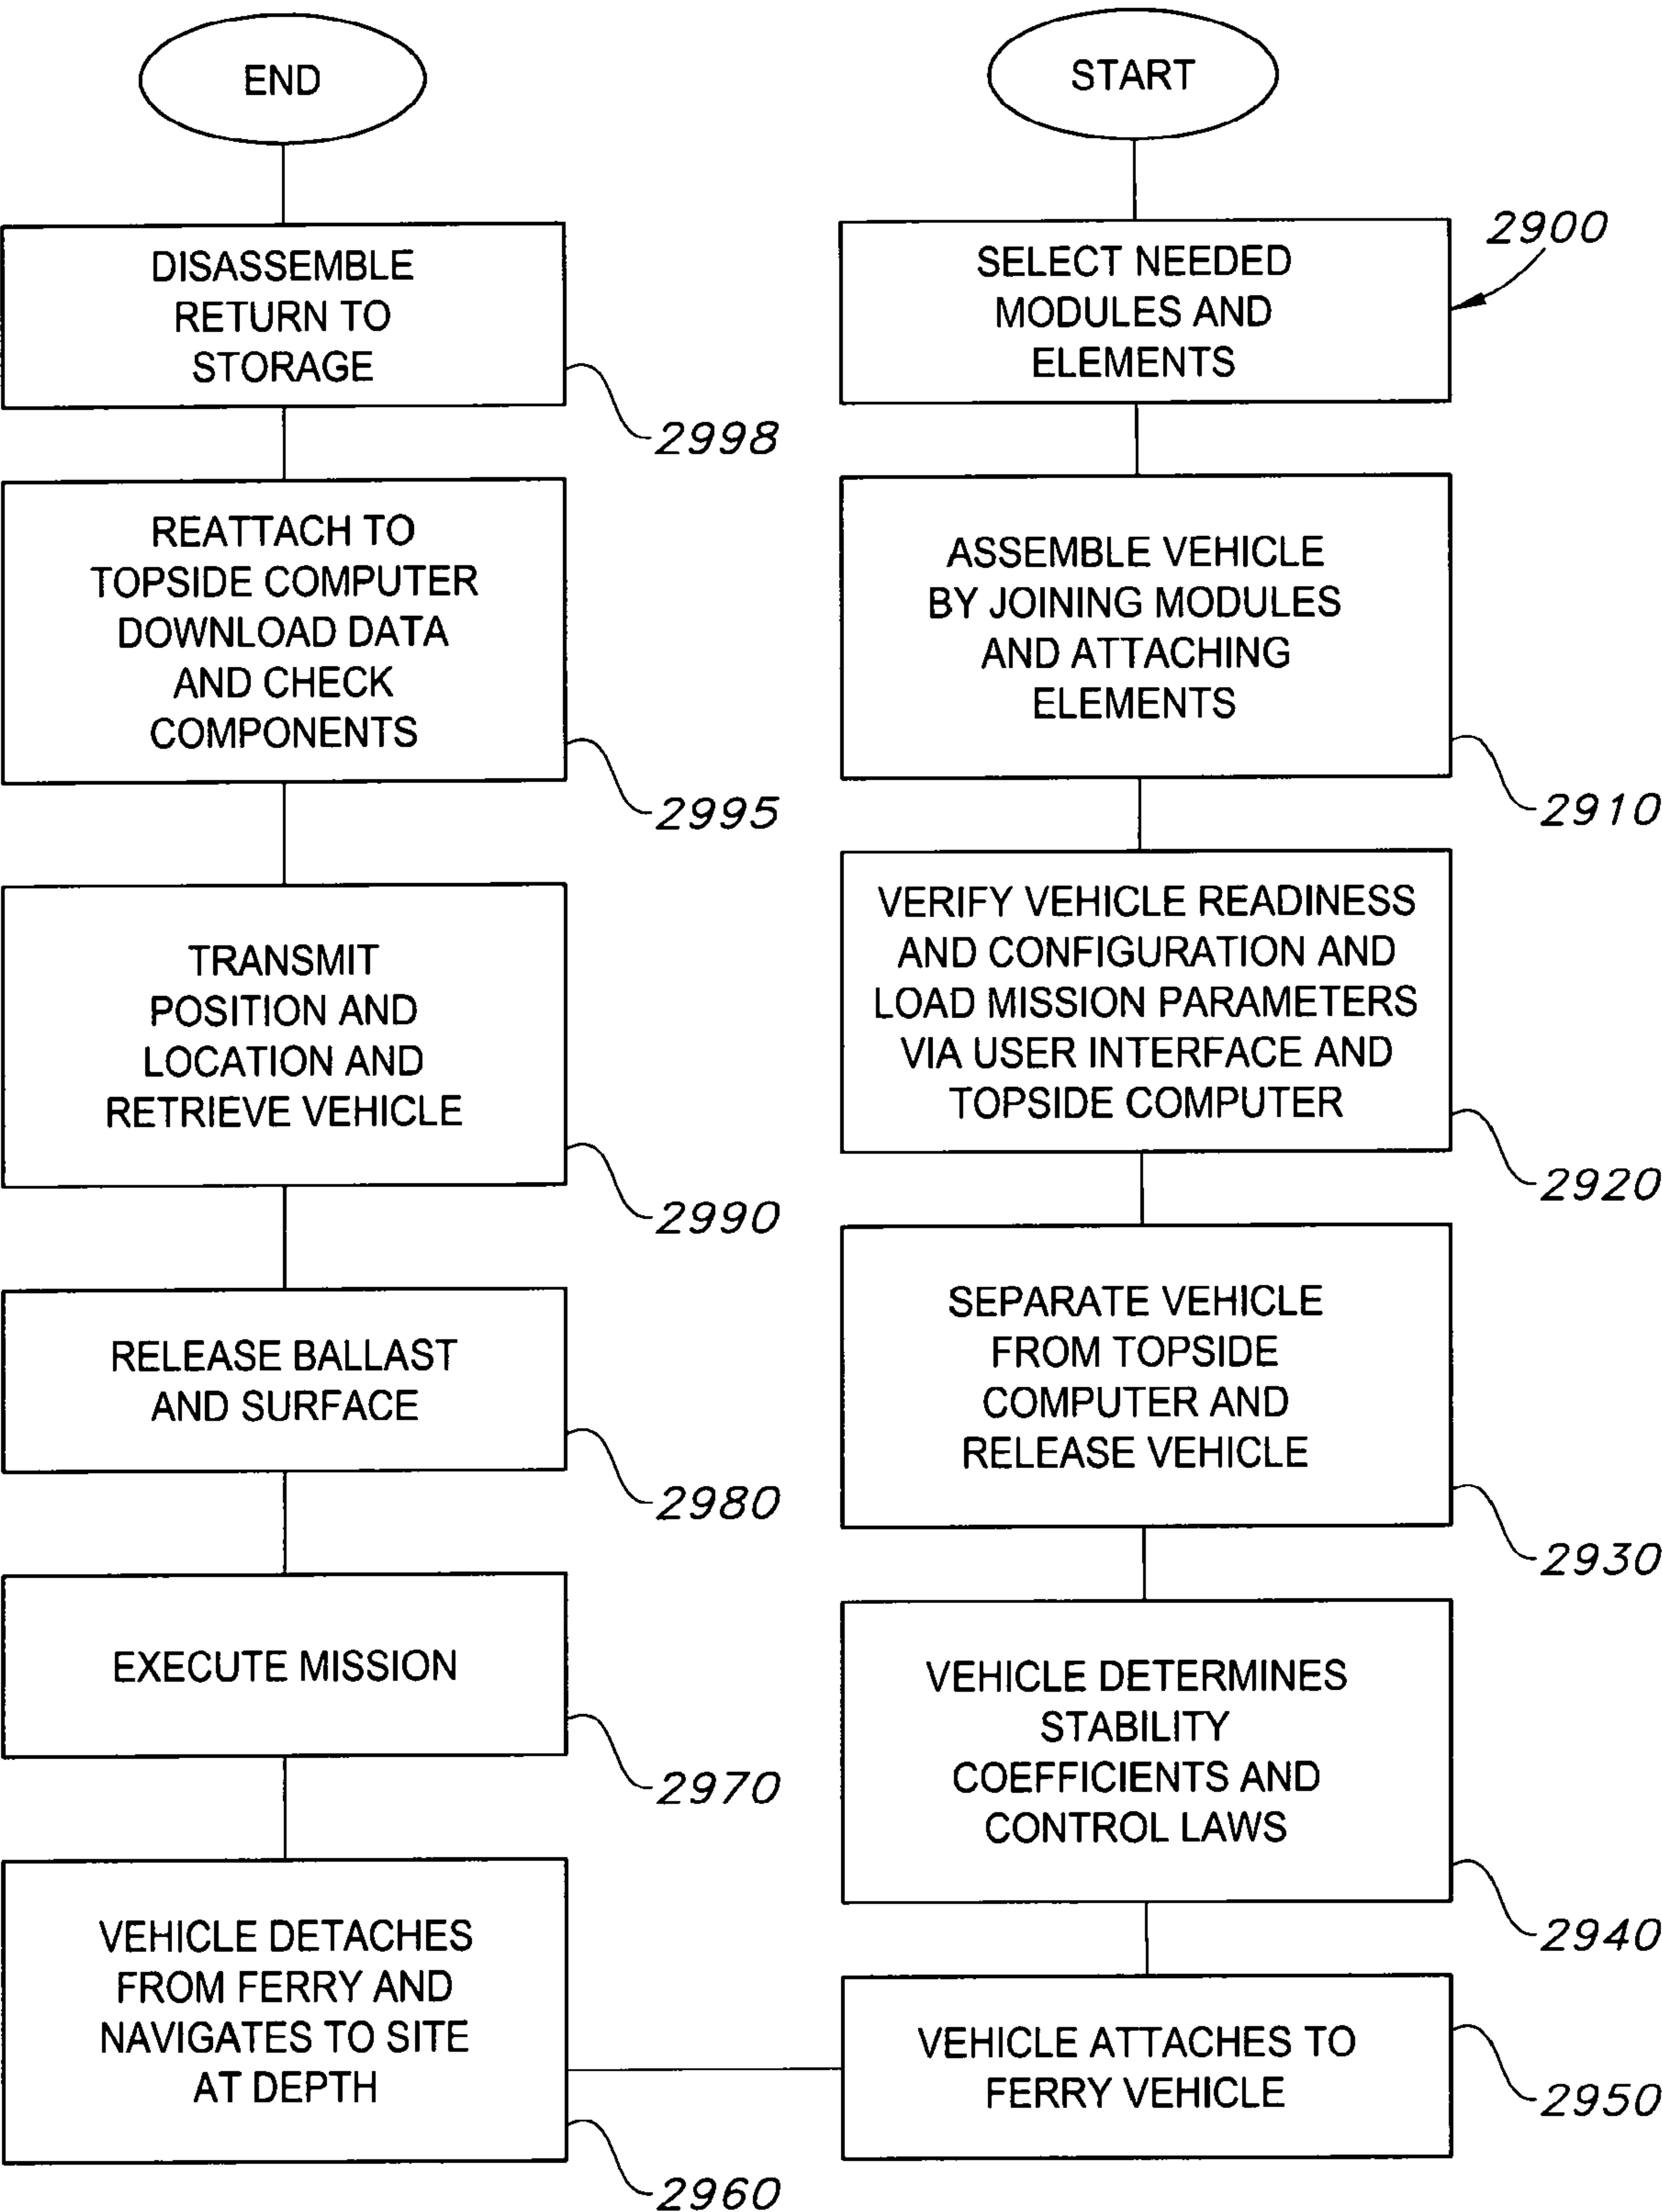 START
2900
SELECT NEEDED
MODULES AND
ELEMENTS
ASSEMBLE VEHICLE
BY JOINING MODULES
AND ATTACHING
ELEMENTS
2910
VERIFY VEHICLE READINESS
AND CONFIGURATION AND
LOAD MISSION PARAMETERS
VIA USER INTERFACE AND
TOPSIDE COMPUTER
2920
SEPARATE VEHICLE
FROM TOPSIDE
COMPUTER AND
RELEASE VEHICLE
2930
VEHICLE DETERMINES
STABILITY
COEFFICIENTS AND
CONTROL LAWS
2940
VEHICLE ATTACHES TO
FERRY VEHICLE
2950
VEHICLE DETACHES
FROM FERRY AND
NAVIGATES TO SITE
AT DEPTH
2960
EXECUTE MISSION
2970
RELEASE BALLAST
AND SURFACE
2980
TRANSMIT
POSITION AND
LOCATION AND
RETRIEVE VEHICLE
2990
REATTACH TO
TOPSIDE COMPUTER
DOWNLOAD DATA
AND CHECK
COMPONENTS
2995
DISASSEMBLE
RETURN TO
STORAGE
2998
END